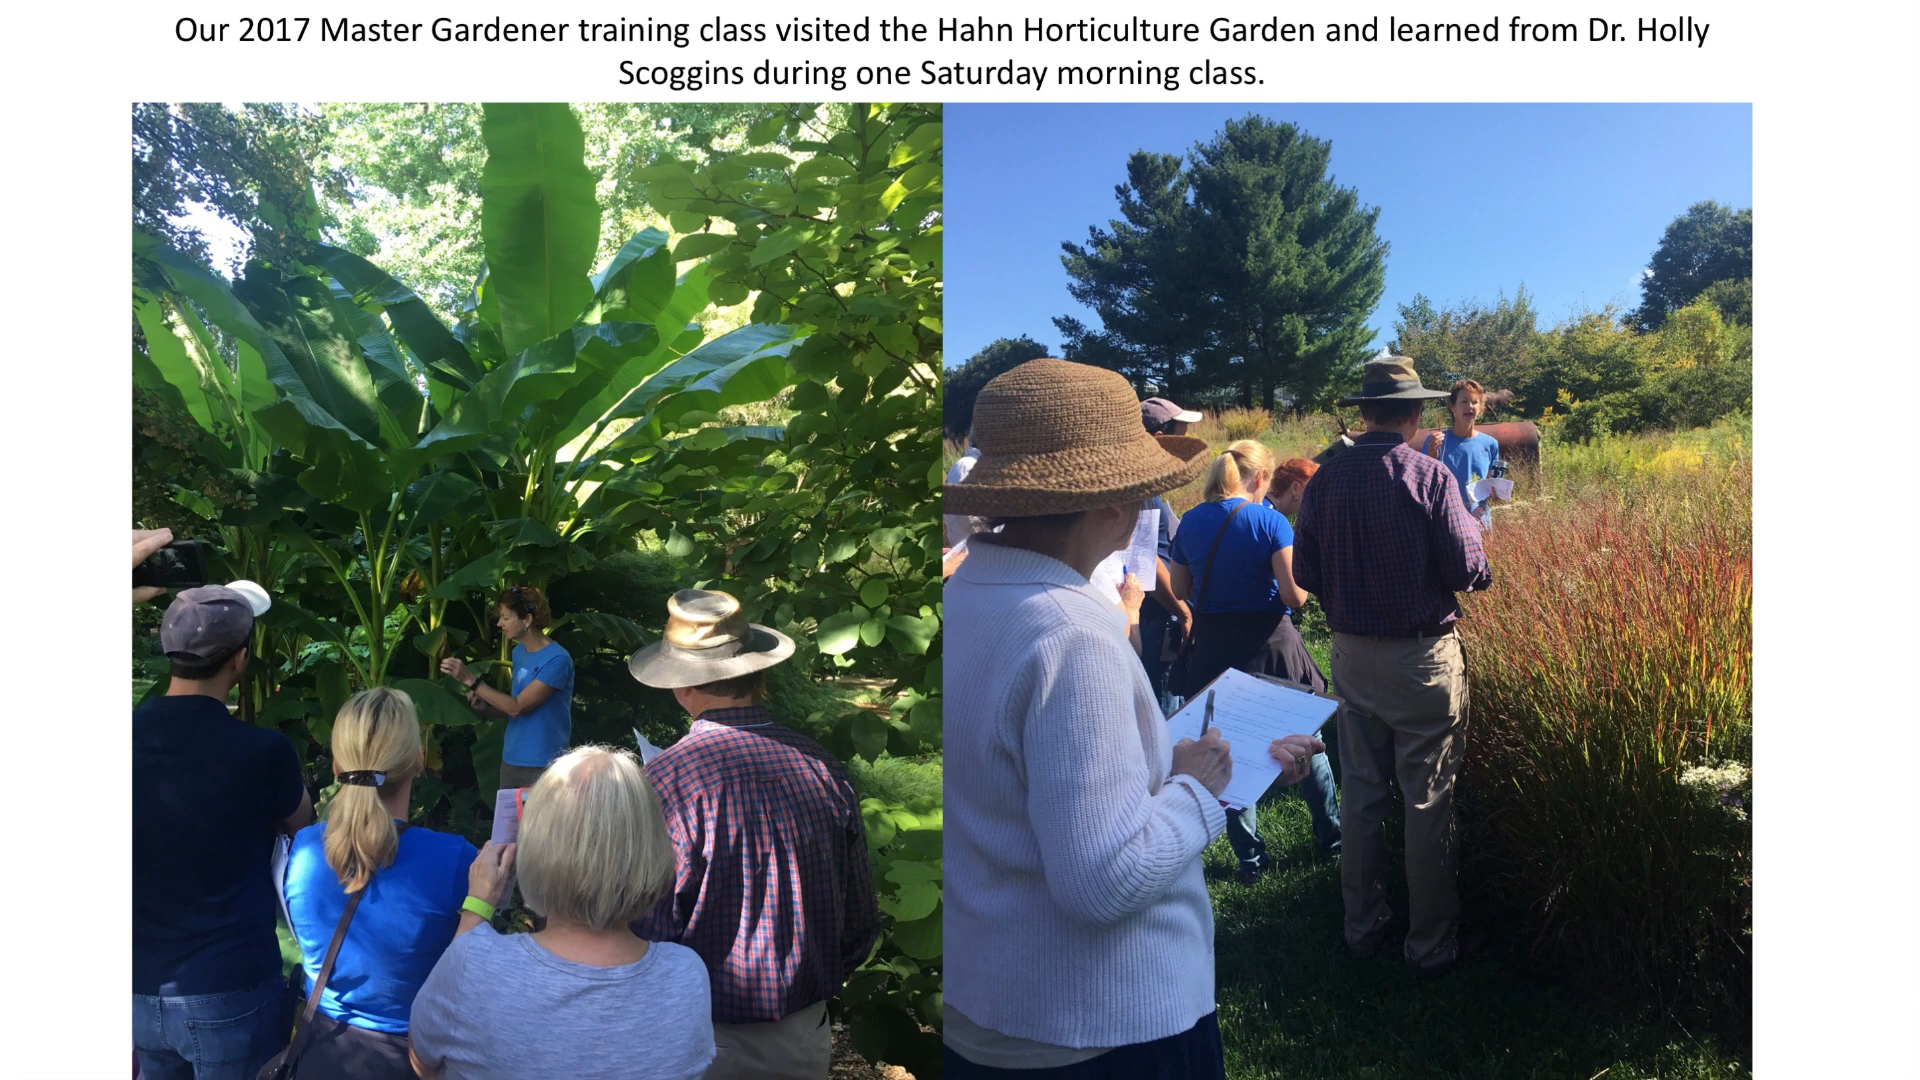 Our 2017 Master Gardener training class visited the Hahn Horticulture Garden and learned from Dr. Holly
Scoggins during one Saturday morning class.